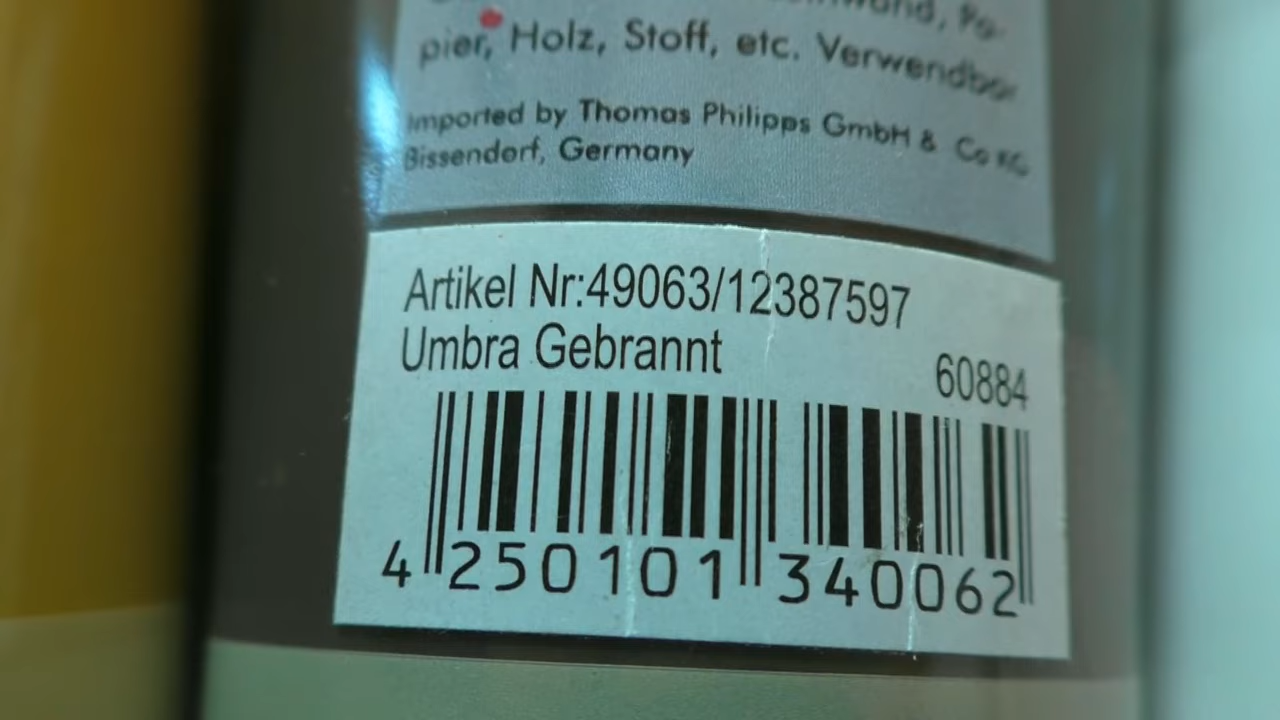 pier, Holz, Stoff, etc. Verwendbar
Imported by Thomas Philipps GmbH & Co KG
Bissendorf, Germany
Artikel Nr:49063/12387597
Umbra Gebrannt
60884
4 250101 340062